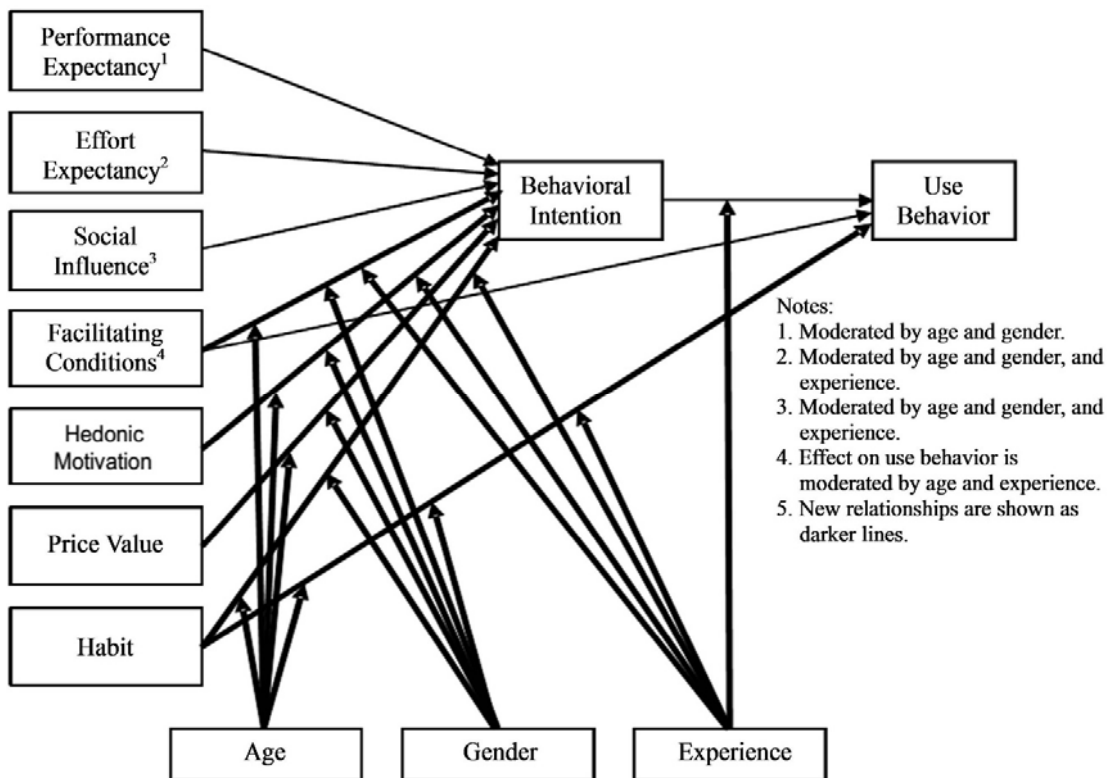 Performance
Expectancy¹
Effort
Expectancy²
Social
Influence³
Facilitating
Conditions⁴
Hedonic
Motivation
Price Value
Habit
Behavioral
Intention
Use
Behavior
Notes:
1. Moderated by age and gender.
2. Moderated by age and gender, and
experience.
3. Moderated by age and gender, and
experience.
4. Effect on use behavior is
moderated by age and experience.
5. New relationships are shown as
darker lines.
Age
Gender
Experience